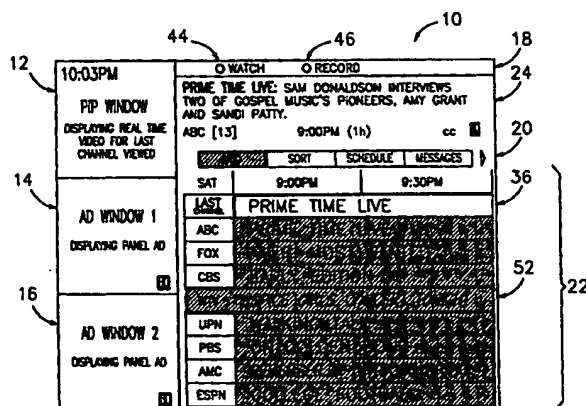 44 46 10
12 18
24
20
14 36
22
52
16
10:03PM
PIP WINDOW
DISPLAYING REAL TIME
VIDEO FOR LAST
CHANNEL VIEWED
AD WINDOW 1
DISPLAYING PANEL AD
AD WINDOW 2
DISPLAYING PANEL AD
WATCH RECORD
PRIME TIME LIVE: SAM DONALDSON INTERVIEWS
TWO OF GOSPEL MUSIC'S PIONEERS, AMY GRANT
AND SANDI PATTY.
ABC [13] 9:00PM (1h) cc
SORT SCHEDULE MESSAGES
SAT 9:00PM 9:30PM
LAST PRIME TIME LIVE
ABC
FOX
CBS
UPN
PBS
AMC
ESPN